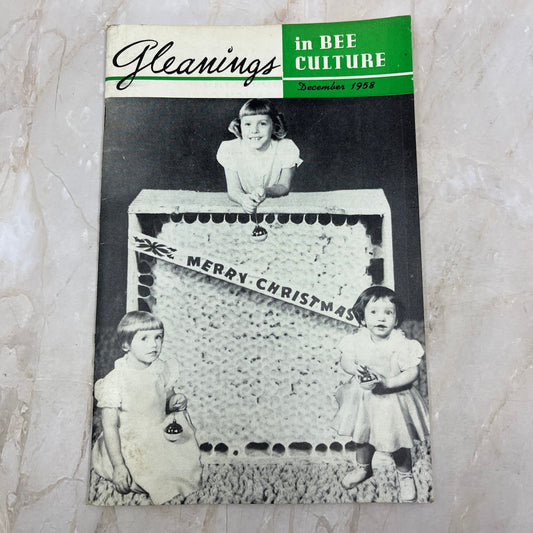 Gleanings
in BEE
CULTURE
December 1958
MERRY CHRISTMAS